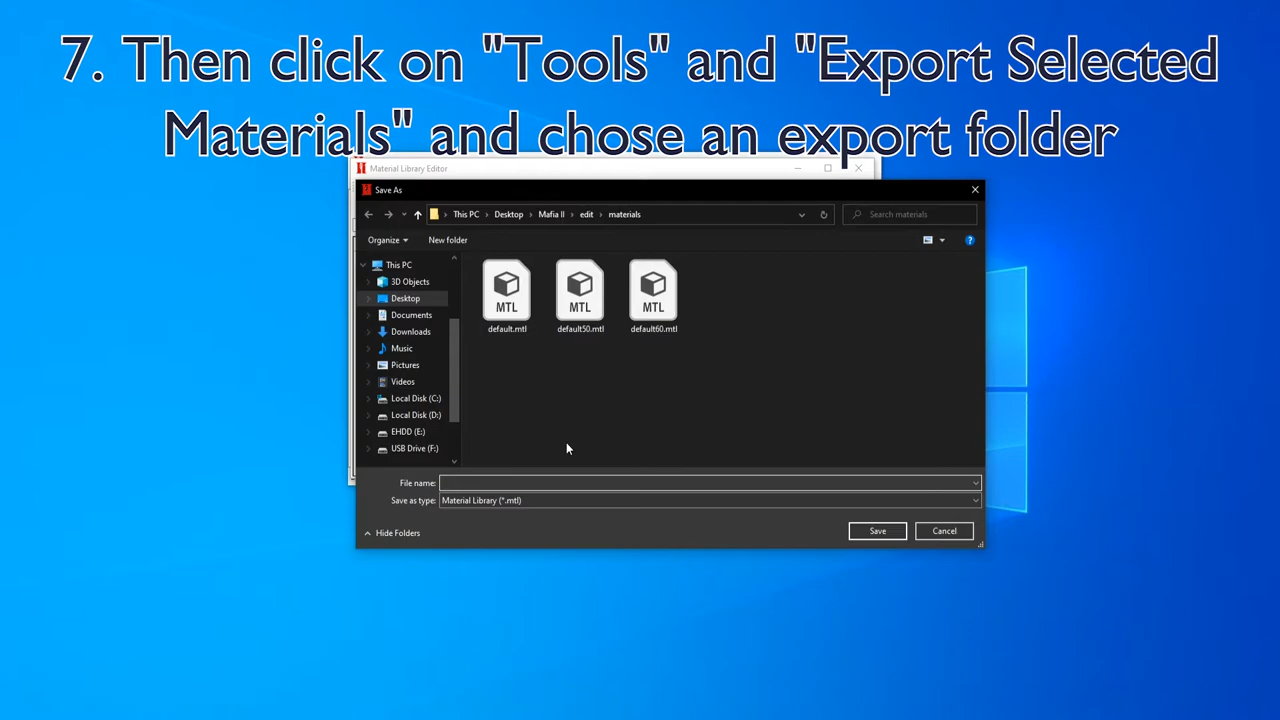 7. Then click on "Tools" and "Export Selected
Materials" and chose an export folder
Material Library Editor
Save As
This PC > Desktop > Mafia II > edit > materials
Search materials
Organize
New folder
This PC
3D Objects
Desktop
Documents
Downloads
Music
Pictures
Videos
Local Disk (C:)
Local Disk (D:)
EHDD (E:)
USB Drive (F:)
MTL MTL MTL
default.mtl default50.mtl default60.mtl
File name:
Save as type: Material Library (*.mtl)
Hide Folders
Save
Cancel